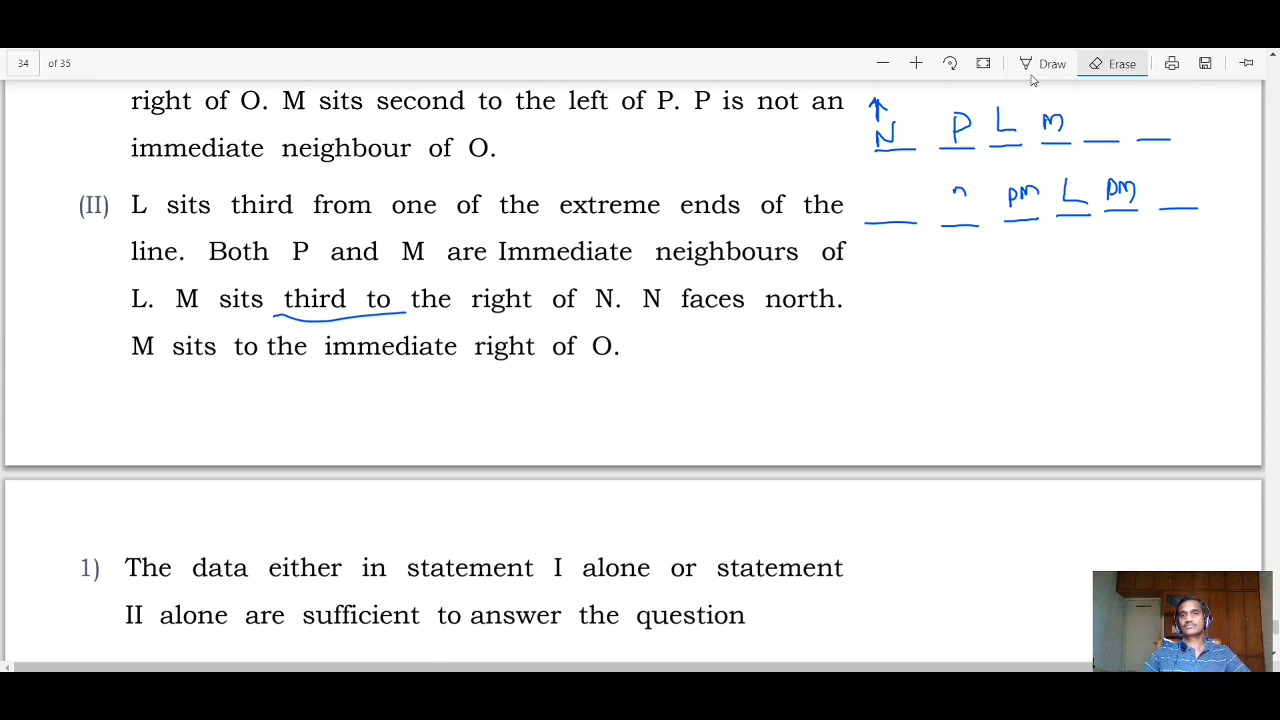 34 of 35 Draw Erase
right of O. M sits second to the left of P. P is not an
immediate neighbour of O.
N P L m
(II) L sits third from one of the extreme ends of the
n pm L pm
line. Both P and M are Immediate neighbours of
L. M sits third to the right of N. N faces north.
M sits to the immediate right of O.
1) The data either in statement I alone or statement
II alone are sufficient to answer the question